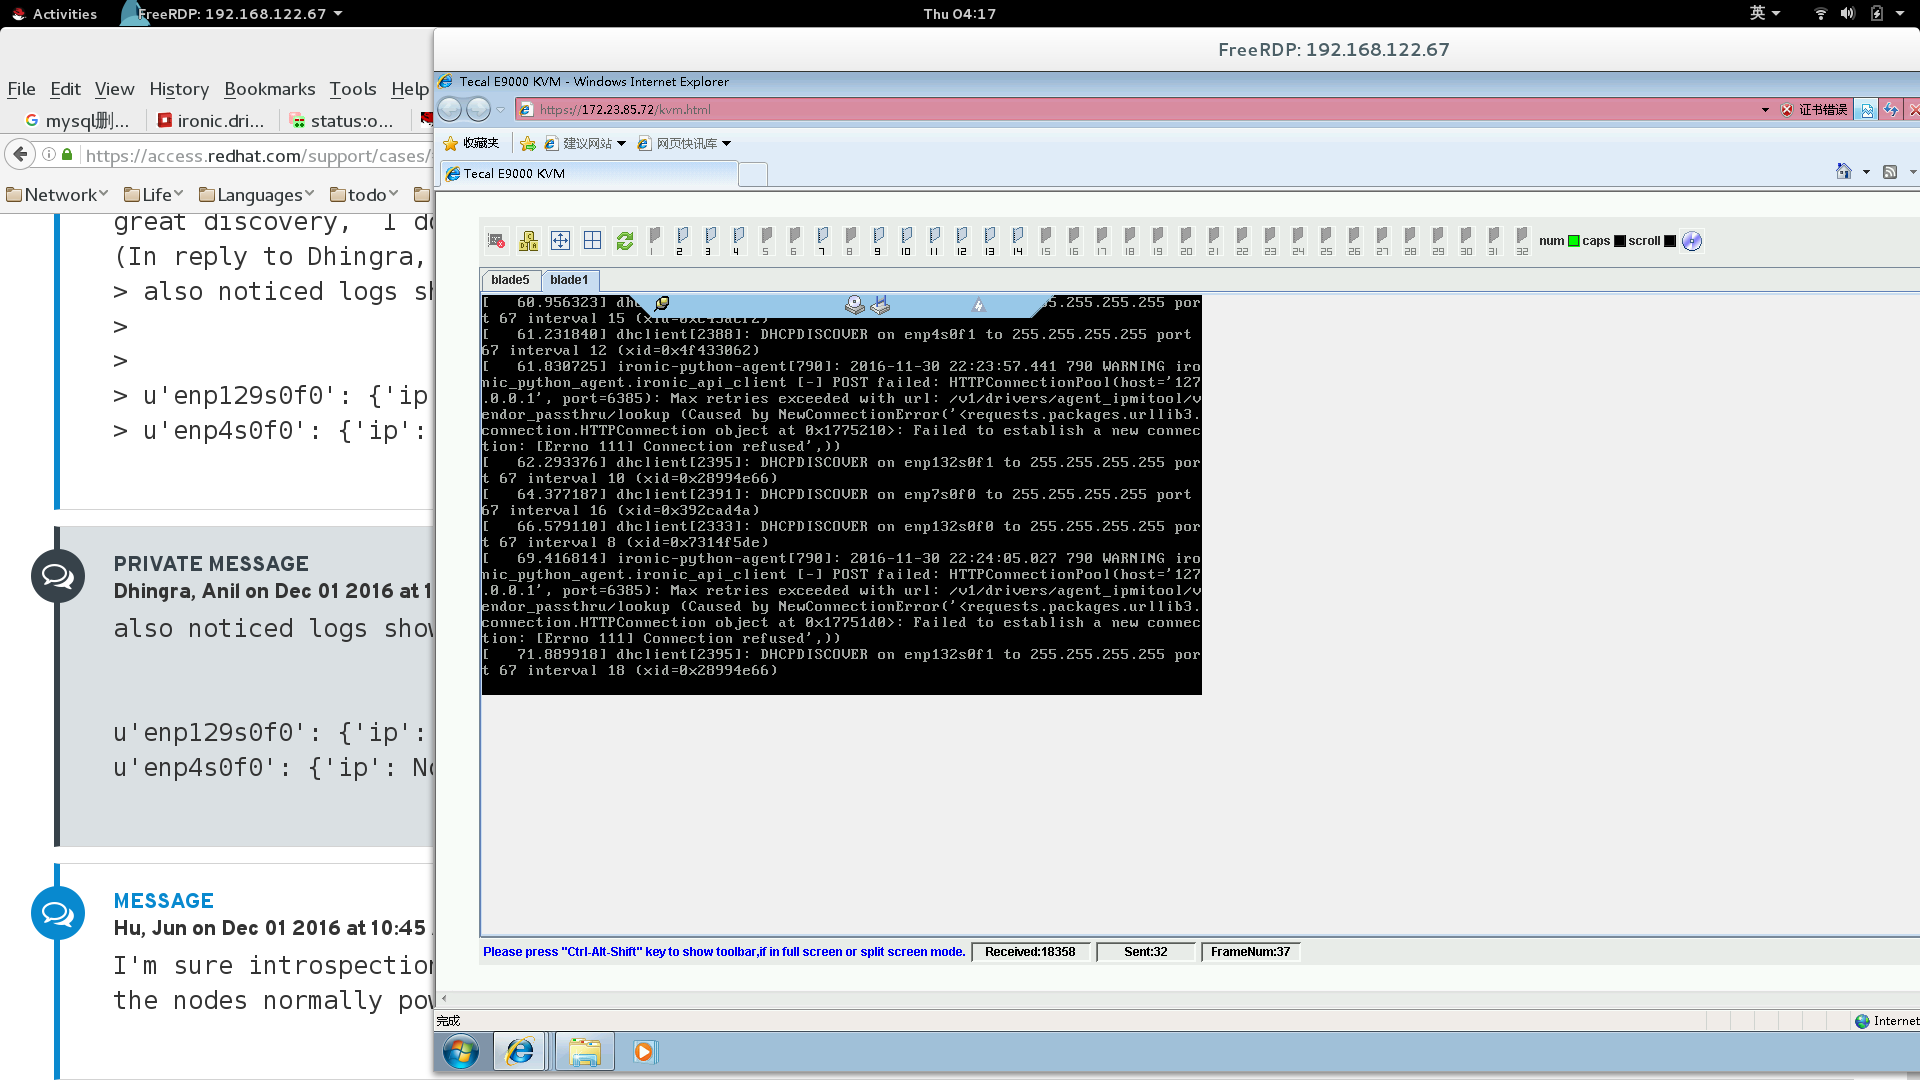 Activities
FreeRDP: 192.168.122.67
Thu 04:17
英
FreeRDP: 192.168.122.67
File Edit View History Bookmarks Tools Help
mysql删...
ironic.dri...
status:o...
https://access.redhat.com/support/cases/
Network
Life
Languages
todo
great discovery, I do
(In reply to Dhingra,
> also noticed logs sh
>
>
> u'enp129s0f0': {'ip
> u'enp4s0f0': {'ip':
PRIVATE MESSAGE
Dhingra, Anil on Dec 01 2016 at 1
also noticed logs show
u'enp129s0f0': {'ip':
u'enp4s0f0': {'ip': No
MESSAGE
Hu, Jun on Dec 01 2016 at 10:45
I'm sure introspection
the nodes normally pow
Tecal E9000 KVM - Windows Internet Explorer
https://172.23.85.72/kvm.html
证书错误
收藏夹
建议网站
网页快讯库
Tecal E9000 KVM
1 2 3 4 5 6 7 8 9 10 11 12 13 14 15 16 17 18 19 20 21 22 23 24 25 26 27 28 29 30 31 32
num caps scroll
blade5
blade1
[ 60.956323] dhc 5.255.255.255 por
t 67 interval 15 (xid=0xc45acf2)
[ 61.231840] dhclient[2388]: DHCPDISCOVER on enp4s0f1 to 255.255.255.255 port
67 interval 12 (xid=0x4f433062)
[ 61.830725] ironic-python-agent[790]: 2016-11-30 22:23:57.441 790 WARNING iro
nic_python_agent.ironic_api_client [-] POST failed: HTTPConnectionPool(host='127
.0.0.1', port=6385): Max retries exceeded with url: /v1/drivers/agent_ipmitool/v
endor_passthru/lookup (Caused by NewConnectionError('<requests.packages.urllib3.
connection.HTTPConnection object at 0x1775210>: Failed to establish a new connec
tion: [Errno 111] Connection refused',))
[ 62.293376] dhclient[2395]: DHCPDISCOVER on enp132s0f1 to 255.255.255.255 por
t 67 interval 10 (xid=0x28994e66)
[ 64.377187] dhclient[2391]: DHCPDISCOVER on enp7s0f0 to 255.255.255.255 port
67 interval 16 (xid=0x392cad4a)
[ 66.579110] dhclient[2333]: DHCPDISCOVER on enp132s0f0 to 255.255.255.255 por
t 67 interval 8 (xid=0x7314f5de)
[ 69.416814] ironic-python-agent[790]: 2016-11-30 22:24:05.027 790 WARNING iro
nic_python_agent.ironic_api_client [-] POST failed: HTTPConnectionPool(host='127
.0.0.1', port=6385): Max retries exceeded with url: /v1/drivers/agent_ipmitool/v
endor_passthru/lookup (Caused by NewConnectionError('<requests.packages.urllib3.
connection.HTTPConnection object at 0x17751d0>: Failed to establish a new connec
tion: [Errno 111] Connection refused',))
[ 71.889918] dhclient[2395]: DHCPDISCOVER on enp132s0f1 to 255.255.255.255 por
t 67 interval 18 (xid=0x28994e66)
Please press "Ctrl-Alt-Shift" key to show toolbar,if in full screen or split screen mode.
Received:18358
Sent:32
FrameNum:37
完成
Internet